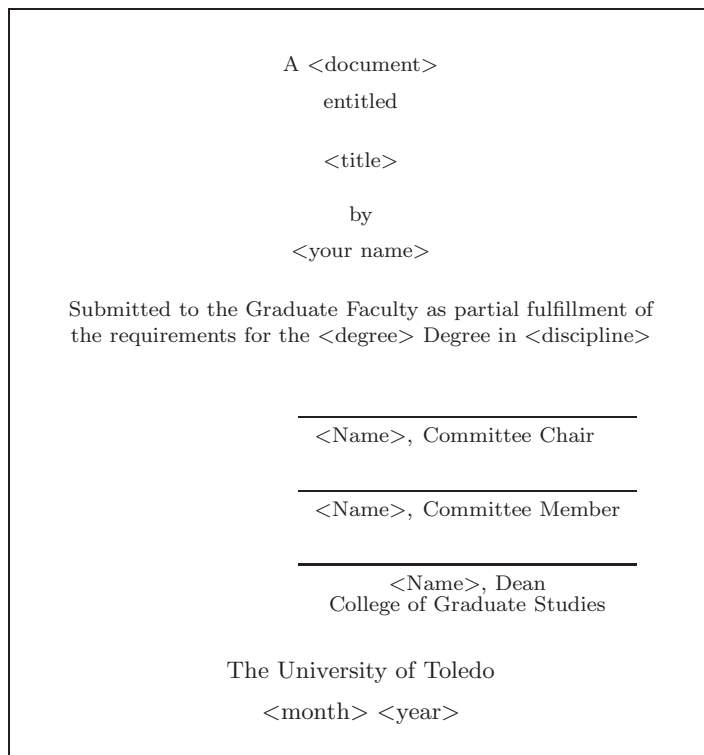 A <document>
entitled
<title>
by
<your name>
Submitted to the Graduate Faculty as partial fulfillment of
the requirements for the <degree> Degree in <discipline>
<Name>, Committee Chair
<Name>, Committee Member
<Name>, Dean
College of Graduate Studies
The University of Toledo
<month> <year>